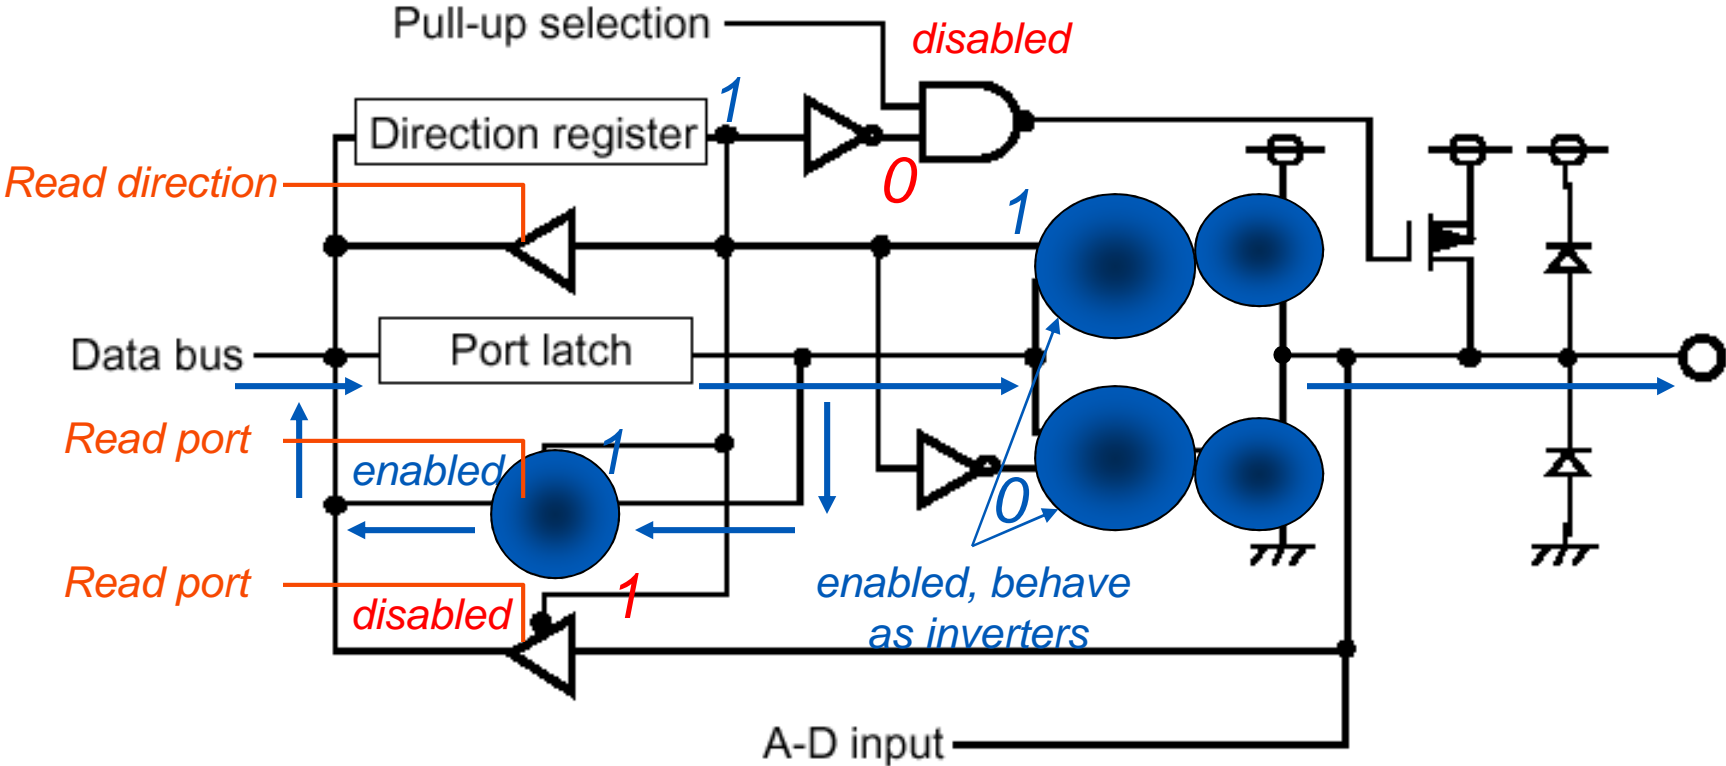 Pull-up selection
disabled
1
Direction register
0
Read direction
1
Data bus
Port latch
Read port
1
enabled
0
enabled, behave
as inverters
Read port
1
disabled
A-D input